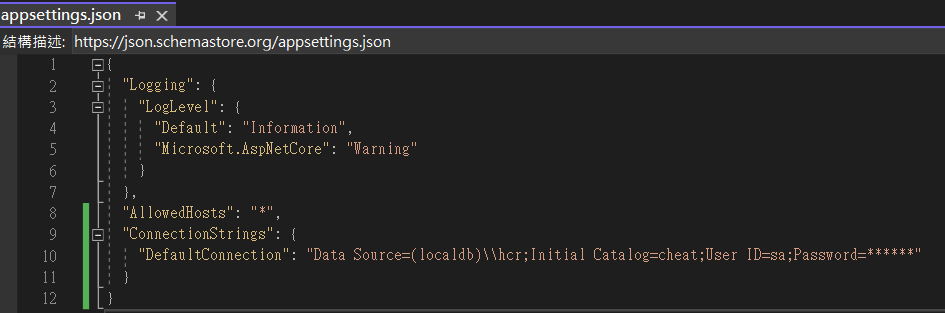 appsettings.json
結構描述: https://json.schemastore.org/appsettings.json
1 {
2 "Logging": {
3 "LogLevel": {
4 "Default": "Information",
5 "Microsoft.AspNetCore": "Warning"
6 }
7 },
8 "AllowedHosts": "*",
9 "ConnectionStrings": {
10 "DefaultConnection": "Data Source=(localdb)\\hcr;Initial Catalog=cheat;User ID=sa;Password=******"
11 }
12 }